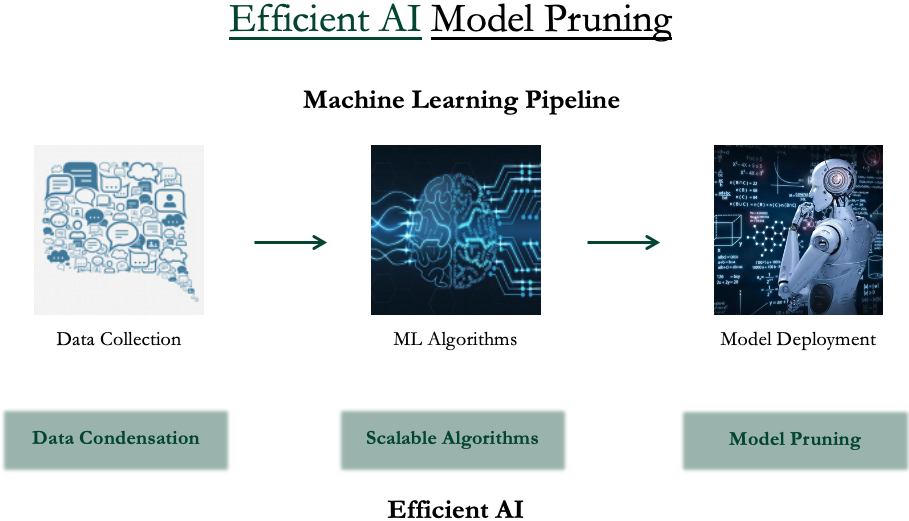 Efficient AI Model Pruning
Machine Learning Pipeline
Data Collection
ML Algorithms
Model Deployment
Data Condensation
Scalable Algorithms
Model Pruning
Efficient AI